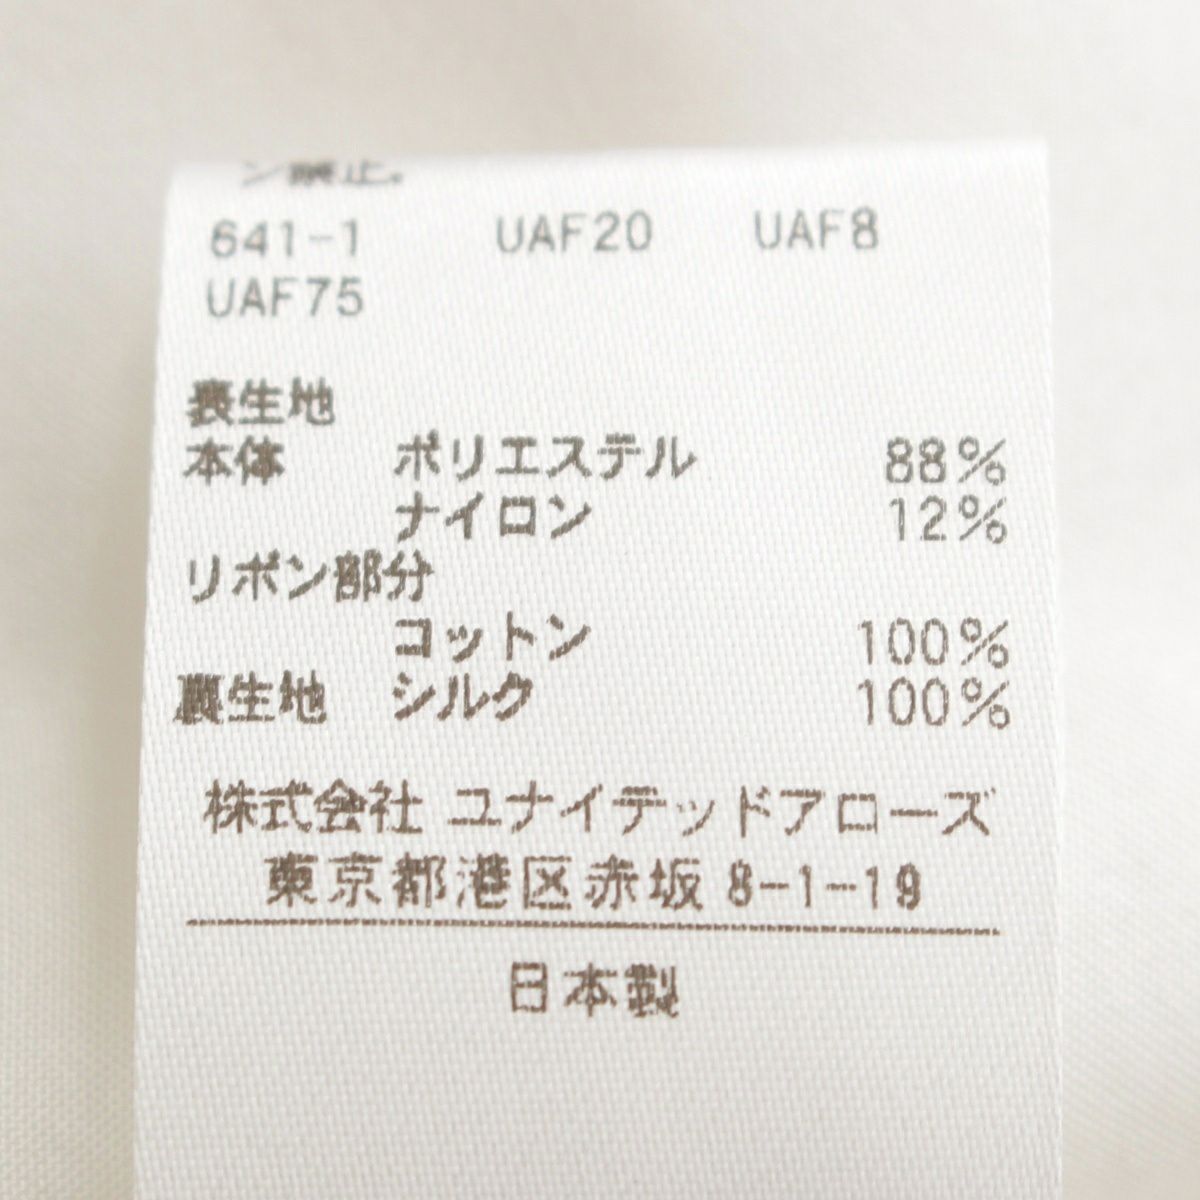 ン禁止。
641-1 UAF20 UAF8
UAF75
表生地
本体 ポリエステル 88%
ナイロン 12%
リボン部分
コットン 100%
裏生地 シルク 100%
株式会社 ユナイテッドアローズ
東京都港区赤坂 8-1-19
日本製